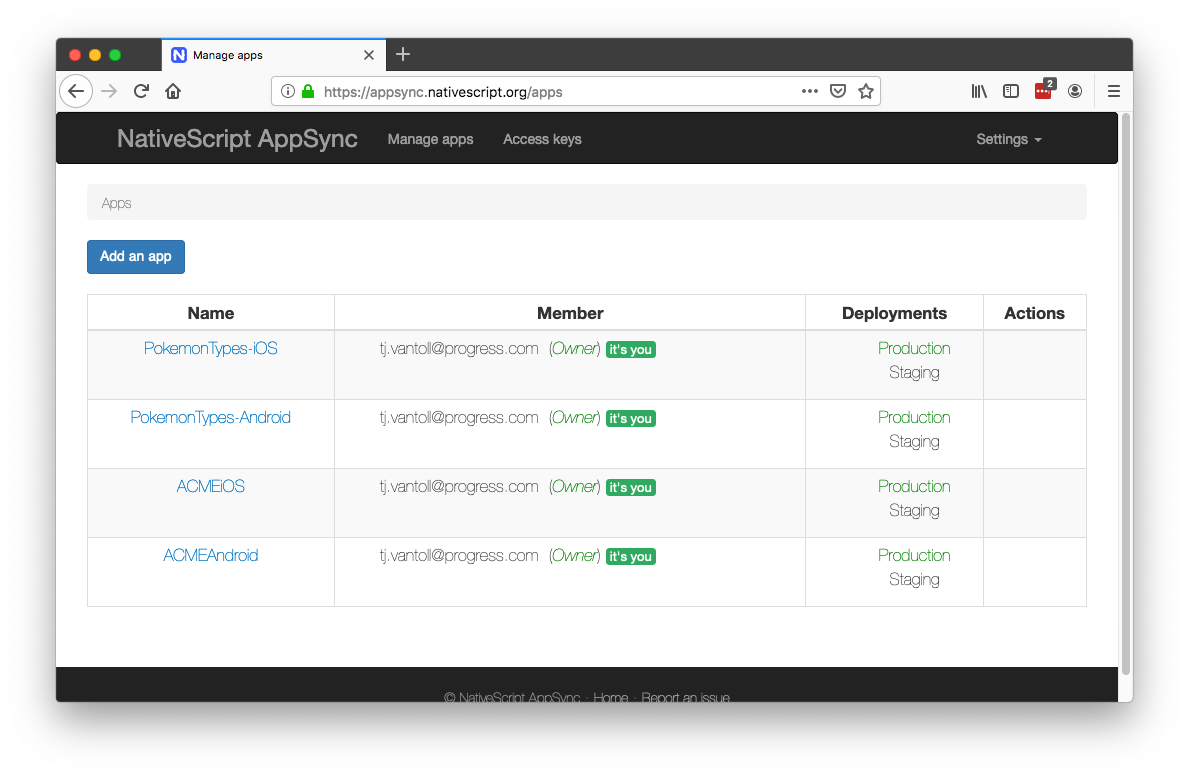 Manage apps
https://appsync.nativescript.org/apps
2
NativeScript AppSync Manage apps Access keys Settings
Apps
Add an app
Name Member Deployments Actions
PokemonTypes-iOS tj.vantoll@progress.com (Owner) it's you Production
Staging
PokemonTypes-Android tj.vantoll@progress.com (Owner) it's you Production
Staging
ACMEiOS tj.vantoll@progress.com (Owner) it's you Production
Staging
ACMEAndroid tj.vantoll@progress.com (Owner) it's you Production
Staging
© NativeScript AppSync · Home · Report an issue